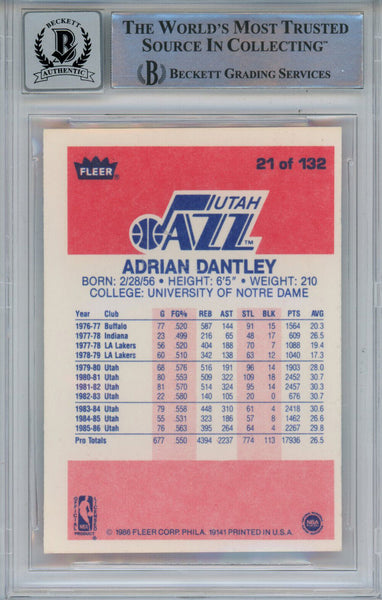 BECKETT
AUTHENTIC
THE WORLD'S MOST TRUSTED
SOURCE IN COLLECTING™
BECKETT GRADING SERVICES
FLEER®
21 of 132
UTAH
JAZZ™
ADRIAN DANTLEY
BORN: 2/28/56 • HEIGHT: 6'5" • WEIGHT: 210
COLLEGE: UNIVERSITY OF NOTRE DAME
Year Club G FG% REB AST STL BLK PTS AVG
1976-77 Buffalo 77 .520 587 144 91 15 1564 20.3
1977-78 Indiana 23 .499 216 65 48 17 609 26.5
1977-78 LA Lakers 56 .520 404 188 70 7 1088 19.4
1978-79 LA Lakers 60 .510 342 138 63 12 1040 17.3
1979-80 Utah 68 .576 516 191 96 14 1903 28.0
1980-81 Utah 80 .559 509 322 109 18 2452 30.7
1981-82 Utah 81 .570 514 324 95 14 2457 30.3
1982-83 Utah 22 .580 140 105 20 0 676 30.7
1983-84 Utah 79 .558 448 310 61 4 2418 30.6
1984-85 Utah 55 .531 323 186 57 8 1462 26.6
1985-86 Utah 76 .563 395 264 64 4 2267 29.8
Pro Totals 677 .550 4394 2237 774 113 17936 26.5
NBA
PRODUCT
NBA
© 1986 FLEER CORP. PHILA. 19141 PRINTED IN U.S.A.